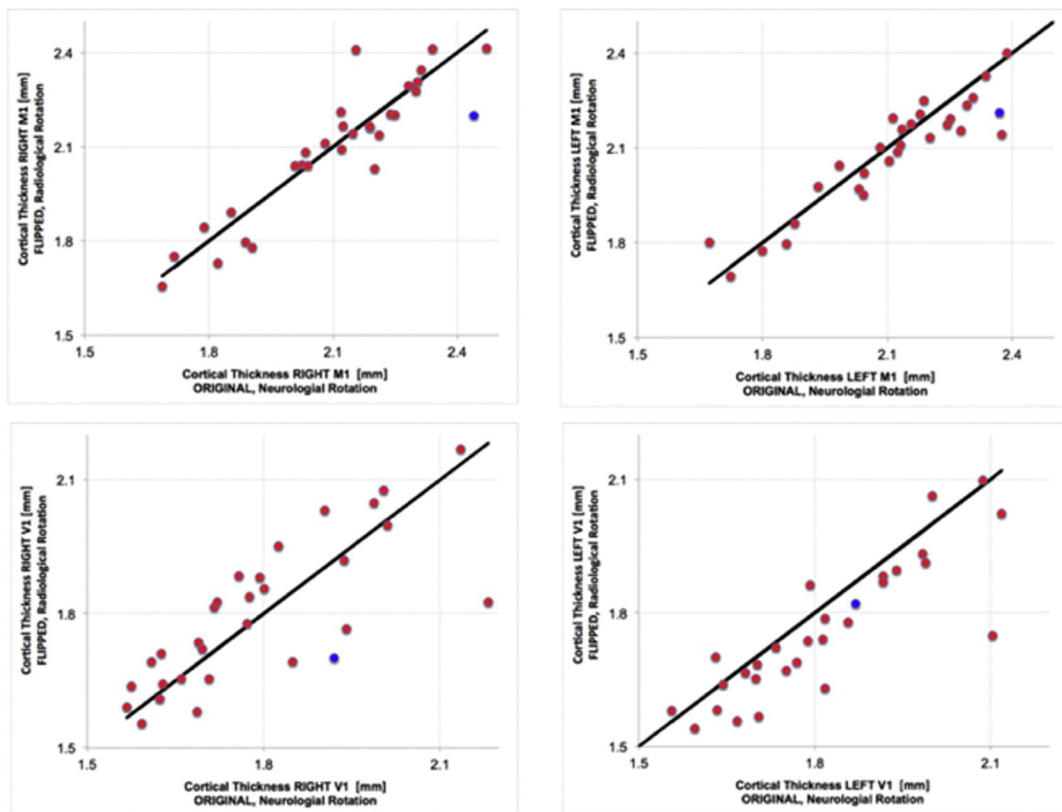 Cortical Thickness RIGHT M1 [mm]
FLIPPED, Radiological Rotation
2.4
2.1
1.8
1.5
1.5
1.8
2.1
2.4
Cortical Thickness RIGHT M1 [mm]
ORIGINAL, Neurologial Rotation
Cortical Thickness LEFT M1 [mm]
FLIPPED, Radiological Rotation
2.4
2.1
1.8
1.5
1.5
1.8
2.1
2.4
Cortical Thickness LEFT M1 [mm]
ORIGINAL, Neurologial Rotation
Cortical Thickness RIGHT V1 [mm]
FLIPPED, Radiological Rotation
2.1
1.8
1.5
1.5
1.8
2.1
Cortical Thickness RIGHT V1 [mm]
ORIGINAL, Neurologial Rotation
Cortical Thickness LEFT V1 [mm]
FLIPPED, Radiological Rotation
2.1
1.8
1.5
1.5
1.8
2.1
Cortical Thickness LEFT V1 [mm]
ORIGINAL, Neurologial Rotation